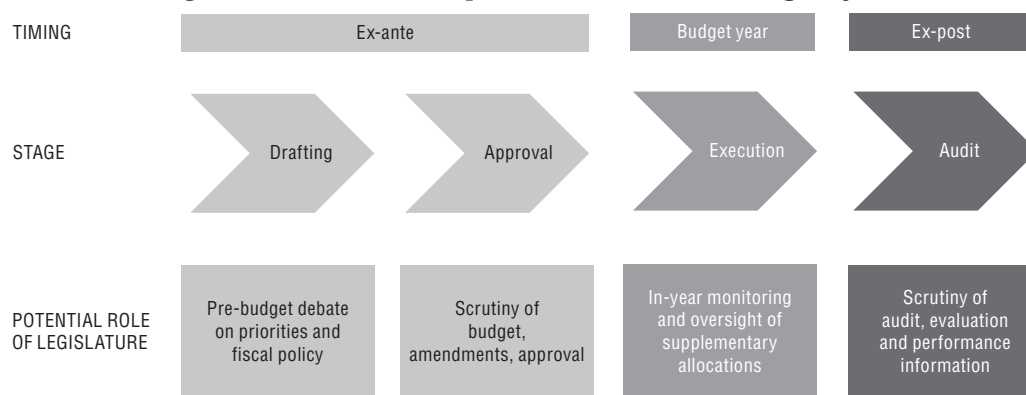 TIMING
Ex-ante
Budget year
Ex-post
STAGE
Drafting
Approval
Execution
Audit
POTENTIAL ROLE
OF LEGISLATURE
Pre-budget debate
on priorities and
fiscal policy
Scrutiny of
budget,
amendments, approval
In-year monitoring
and oversight of
supplementary
allocations
Scrutiny of
audit, evaluation
and performance
information